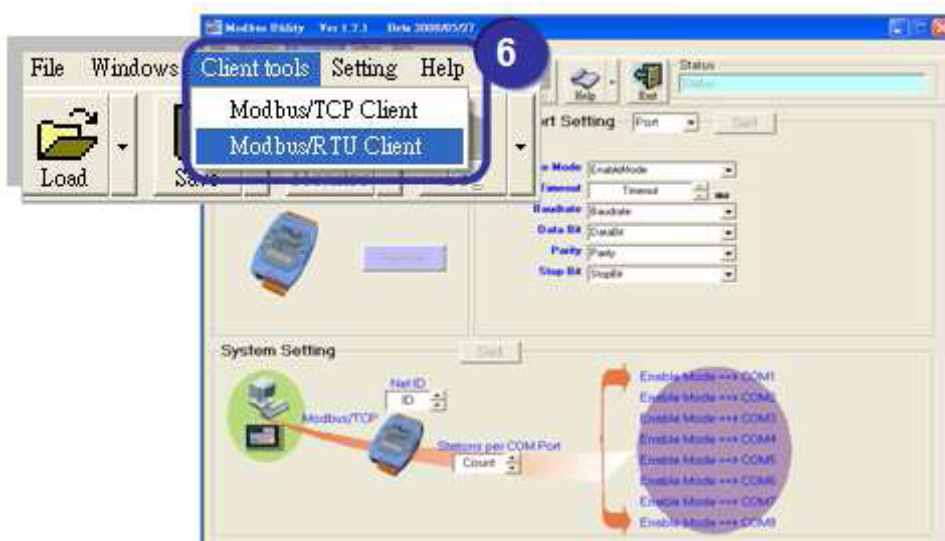 Modbus Utility Ver 1.2.1 Date 2008/05/27
6
File Windows Client tools Setting Help
Modbus/TCP Client
Modbus/RTU Client
Load
Help Exit
Status
Status
Setting Port
Mode EnableMode
Timeout Timeout ms
Baudrate Baudrate
Data Bit DataBit
Parity Parity
Stop Bit StopBit
System Setting
Net ID
ID
Modbus/TCP
Stations per COM Port
Count
Enable Mode ==> COM1
Enable Mode ==> COM2
Enable Mode ==> COM3
Enable Mode ==> COM4
Enable Mode ==> COM5
Enable Mode ==> COM6
Enable Mode ==> COM7
Enable Mode ==> COM8